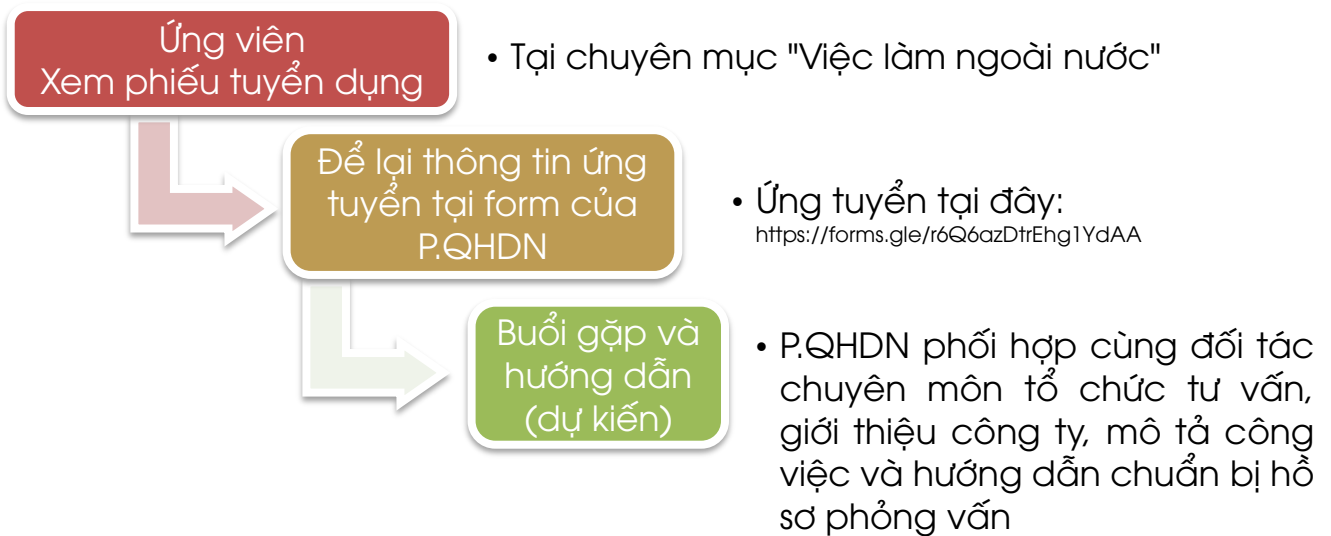 Ứng viên
Xem phiếu tuyển dụng
• Tại chuyên mục "Việc làm ngoài nước"
Để lại thông tin ứng
tuyển tại form của
P.QHDN
• Ứng tuyển tại đây:
https://forms.gle/r6Q6azDtrEhg1YdAA
Buổi gặp và
hướng dẫn
(dự kiến)
• P.QHDN phối hợp cùng đối tác
chuyên môn tổ chức tư vấn,
giới thiệu công ty, mô tả công
việc và hướng dẫn chuẩn bị hồ
sơ phỏng vấn